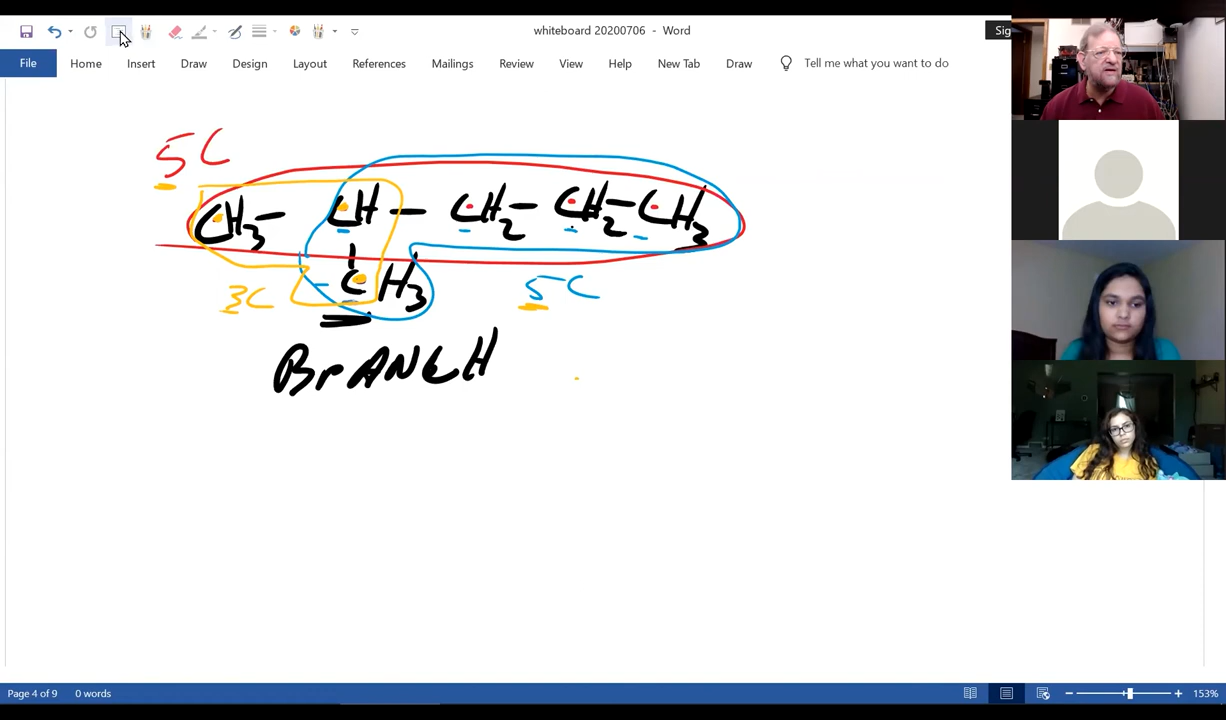 whiteboard 20200706 - Word
Sig
File Home Insert Draw Design Layout References Mailings Review View Help New Tab Draw Tell me what you want to do
5C
CH3 - CH - CH2 - CH2 - CH3
CH3
3C 5C
BrANCH
Page 4 of 9 0 words 153%